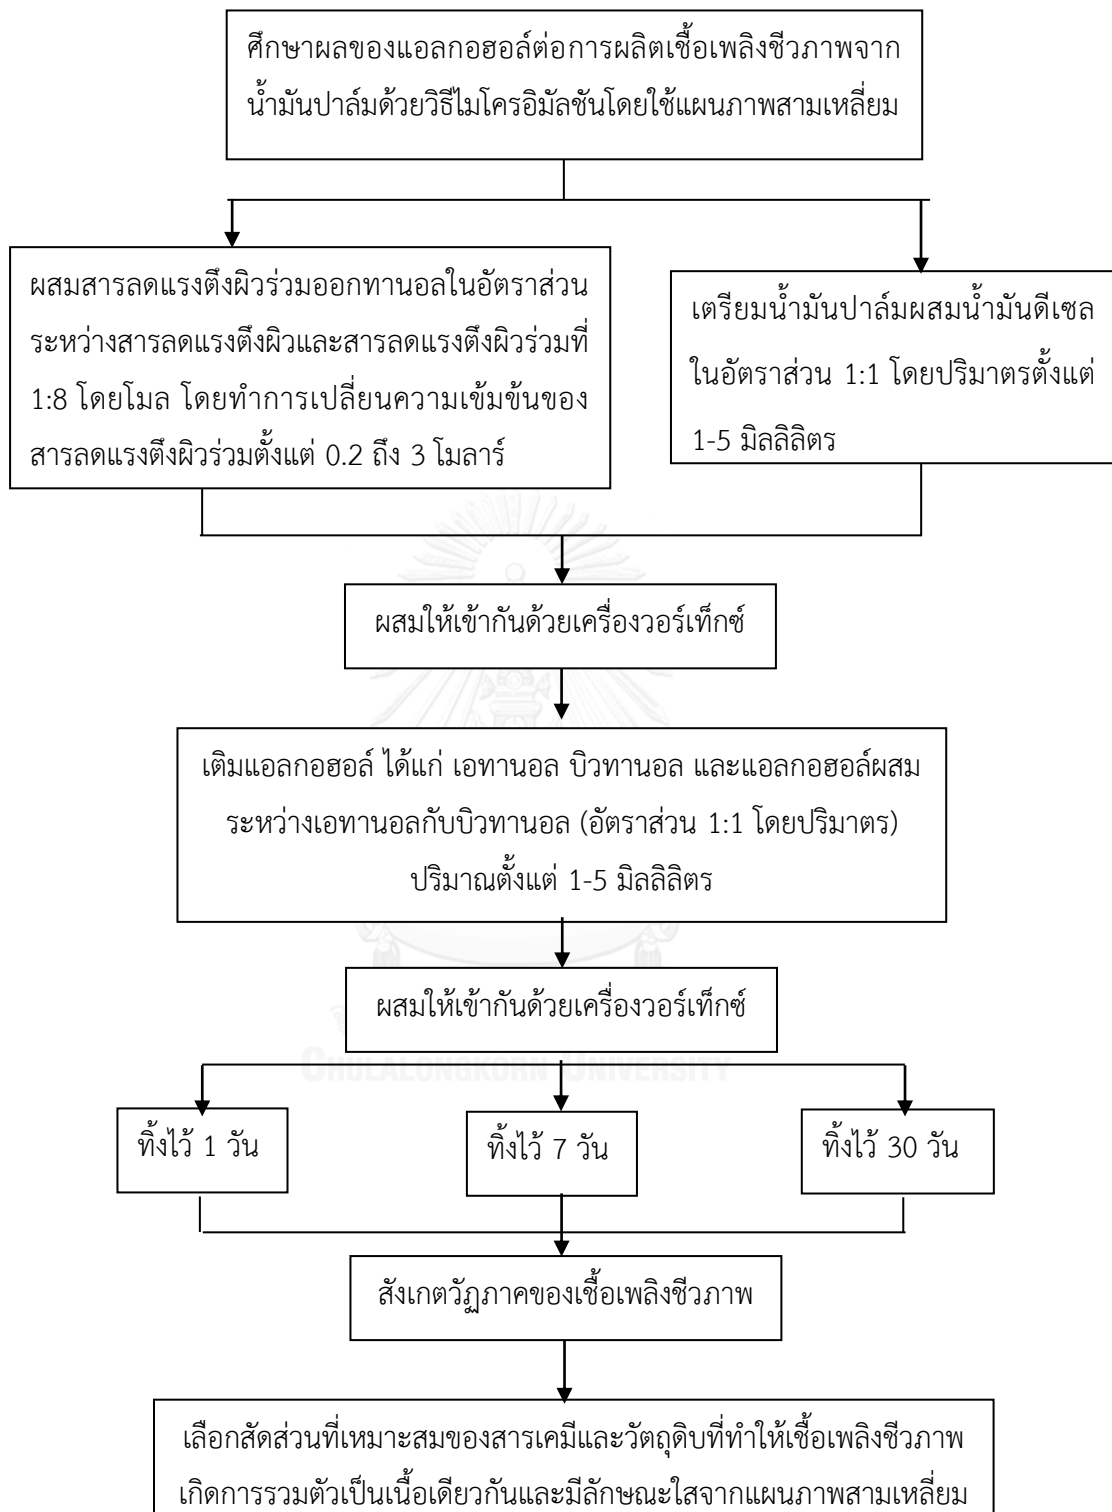 ศึกษาผลของแอลกอฮอล์ต่อการผลิตเชื้อเพลิงชีวภาพจาก
น้ำมันปาล์มด้วยวิธีไมโครอิมัลชันโดยใช้แผนภาพสามเหลี่ยม
ผสมสารลดแรงตึงผิวร่วมออกทานอลในอัตราส่วน
ระหว่างสารลดแรงตึงผิวและสารลดแรงตึงผิวร่วมที่
1:8 โดยโมล โดยทำการเปลี่ยนความเข้มข้นของ
สารลดแรงตึงผิวร่วมตั้งแต่ 0.2 ถึง 3 โมลาร์
เตรียมน้ำมันปาล์มผสมน้ำมันดีเซล
ในอัตราส่วน 1:1 โดยปริมาตรตั้งแต่
1-5 มิลลิลิตร
ผสมให้เข้ากันด้วยเครื่องวอร์เท็กซ์
เติมแอลกอฮอล์ ได้แก่ เอทานอล บิวทานอล และแอลกอฮอล์ผสม
ระหว่างเอทานอลกับบิวทานอล (อัตราส่วน 1:1 โดยปริมาตร)
ปริมาณตั้งแต่ 1-5 มิลลิลิตร
ผสมให้เข้ากันด้วยเครื่องวอร์เท็กซ์
CHULALONGKORN UNIVERSITY
ทิ้งไว้ 1 วัน
ทิ้งไว้ 7 วัน
ทิ้งไว้ 30 วัน
สังเกตวัฏภาคของเชื้อเพลิงชีวภาพ
เลือกสัดส่วนที่เหมาะสมของสารเคมีและวัตถุดิบที่ทำให้เชื้อเพลิงชีวภาพ
เกิดการรวมตัวเป็นเนื้อเดียวกันและมีลักษณะใสจากแผนภาพสามเหลี่ยม